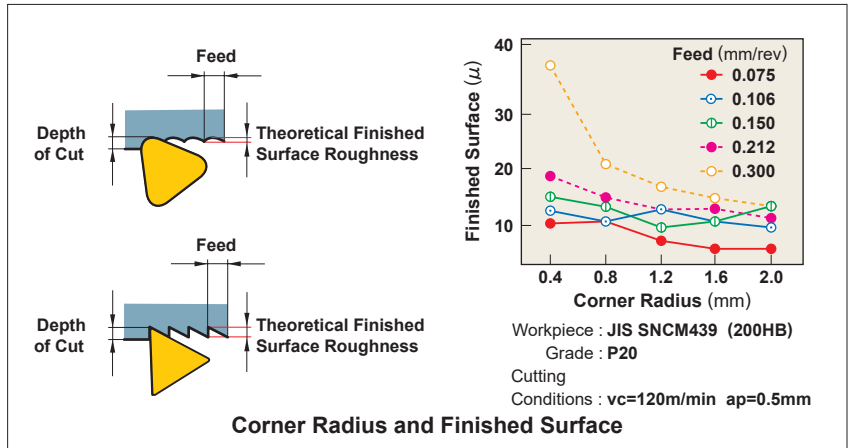 Feed
Depth
of Cut
Theoretical Finished
Surface Roughness
Feed
Depth
of Cut
Theoretical Finished
Surface Roughness
Finished Surface (μ)
40
30
20
10
Feed (mm/rev)
0.075
0.106
0.150
0.212
0.300
0.4 0.8 1.2 1.6 2.0
Corner Radius (mm)
Workpiece : JIS SNCM439 (200HB)
Grade : P20
Cutting
Conditions : vc=120m/min ap=0.5mm
Corner Radius and Finished Surface